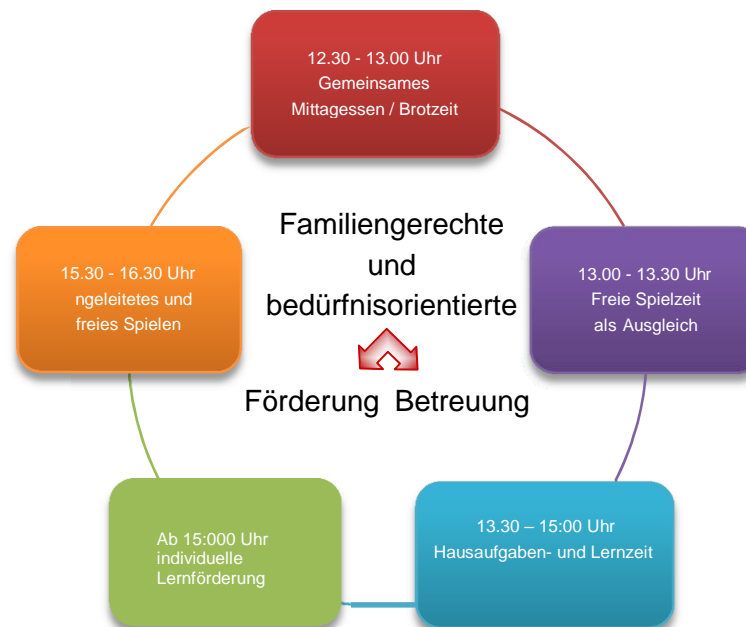 12.30 - 13.00 Uhr
Gemeinsames
Mittagessen / Brotzeit
Familiengerechte
und
bedürfnisorientierte
Förderung Betreuung
13.00 - 13.30 Uhr
Freie Spielzeit
als Ausgleich
13.30 – 15:00 Uhr
Hausaufgaben- und Lernzeit
Ab 15:000 Uhr
individuelle
Lernförderung
15.30 - 16.30 Uhr
ngeleitetes und
freies Spielen